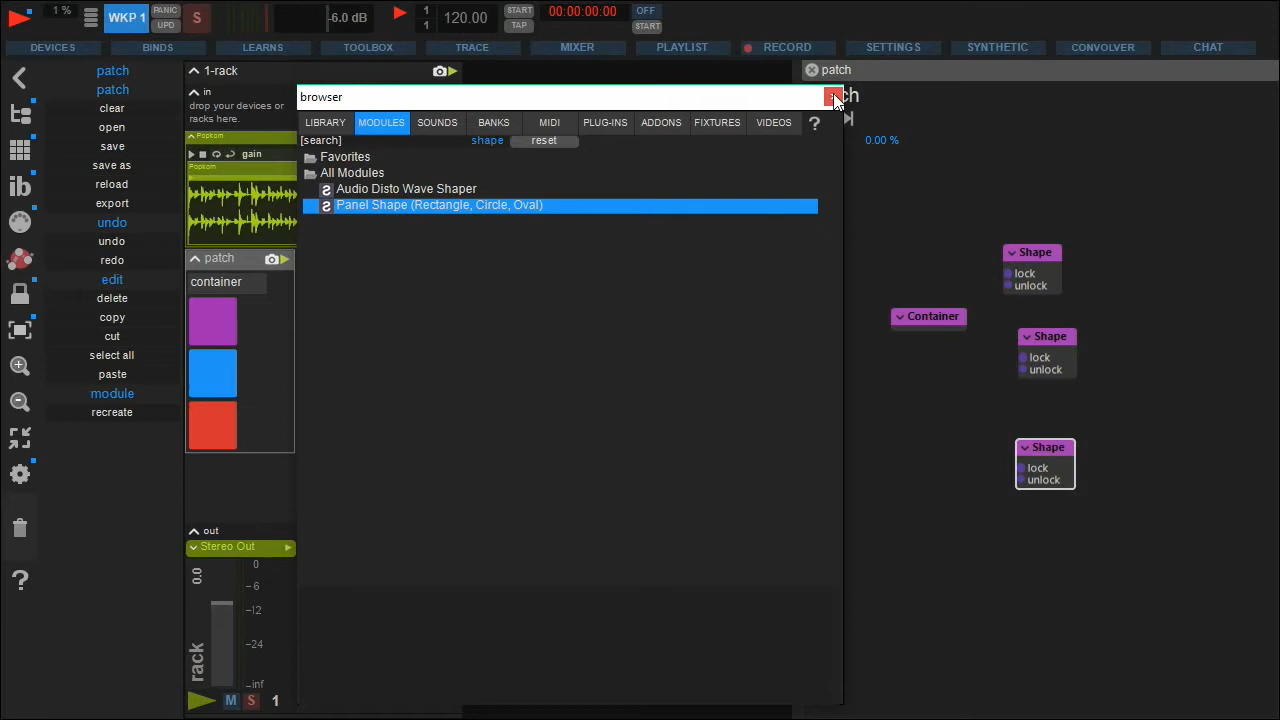 1 %
WKP 1
PANIC
UPD
S
-6.0 dB
1
1
120.00
START
TAP
00:00:00:00
OFF
START
DEVICES
BINDS
LEARNS
TOOLBOX
TRACE
MIXER
PLAYLIST
RECORD
SETTINGS
SYNTHETIC
CONVOLVER
CHAT
patch
patch
clear
open
save
save as
reload
export
undo
undo
redo
edit
delete
copy
cut
select all
paste
module
recreate
ib
?
1-rack
in
drop your devices or
racks here.
Popkorn
gain
Popkorn
patch
container
out
Stereo Out
0.0
0
-6
-12
-24
-inf
rack
M
S
1
browser
LIBRARY
MODULES
SOUNDS
BANKS
MIDI
PLUG-INS
ADDONS
FIXTURES
VIDEOS
?
[search]
shape
reset
Favorites
All Modules
Audio Disto Wave Shaper
Panel Shape (Rectangle, Circle, Oval)
patch
ch
0.00 %
Shape
lock
unlock
Container
Shape
lock
unlock
Shape
lock
unlock